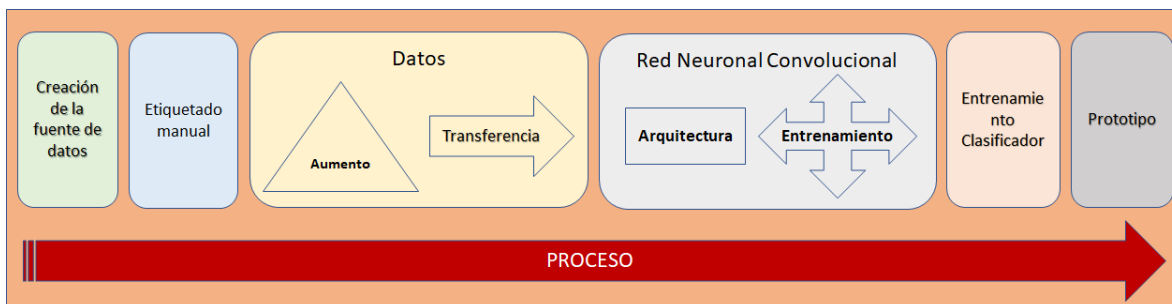 Creación
de la
fuente de
datos
Etiquetado
manual
Datos
Aumento
Transferencia
Red Neuronal Convolucional
Arquitectura
Entrenamiento
Entrenamie
nto
Clasificador
Prototipo
PROCESO